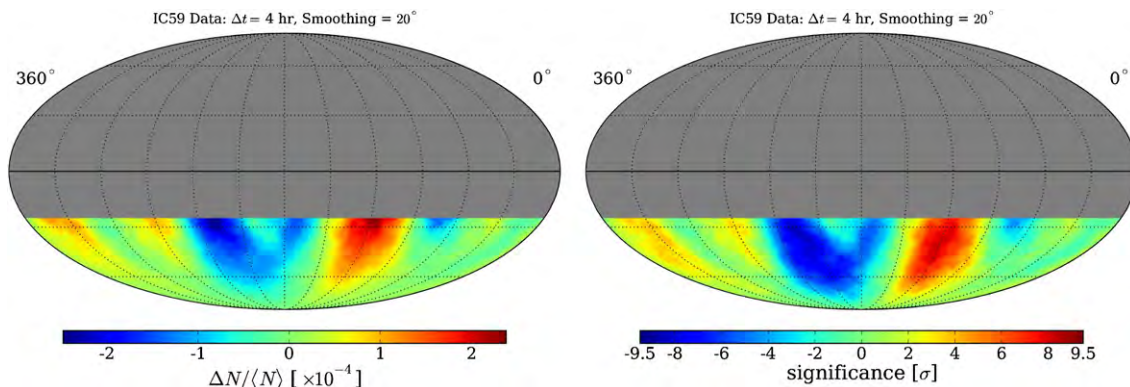 IC59 Data: Δt = 4 hr, Smoothing = 20°
360°
0°
-2 -1 0 1 2
ΔN/⟨N⟩ [ ×10⁻⁴]
IC59 Data: Δt = 4 hr, Smoothing = 20°
360°
0°
-9.5 -8 -6 -4 -2 0 2 4 6 8 9.5
significance [σ]